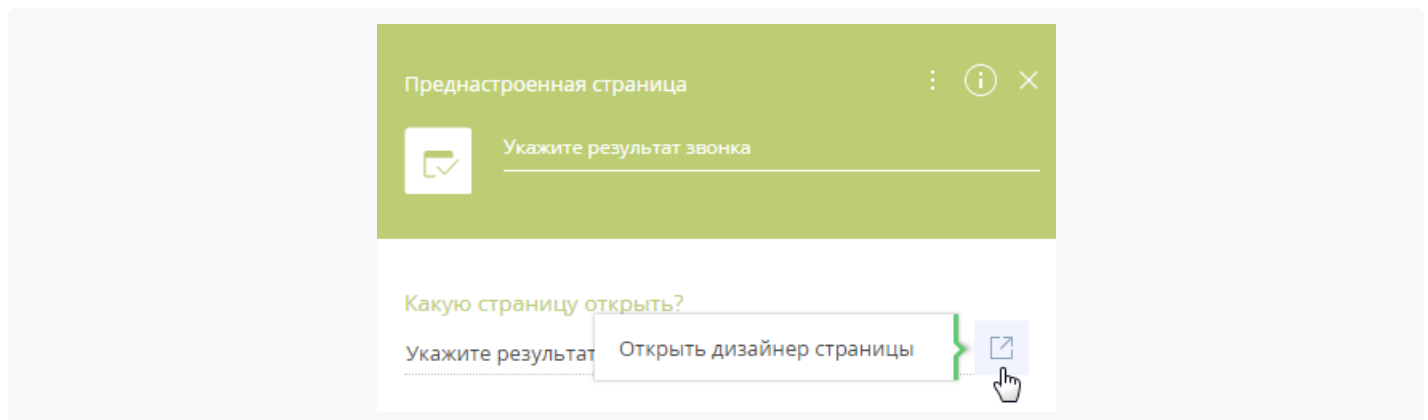 Преднастроенная страница
Укажите результат звонка
Какую страницу открыть?
Укажите результат
Открыть дизайнер страницы